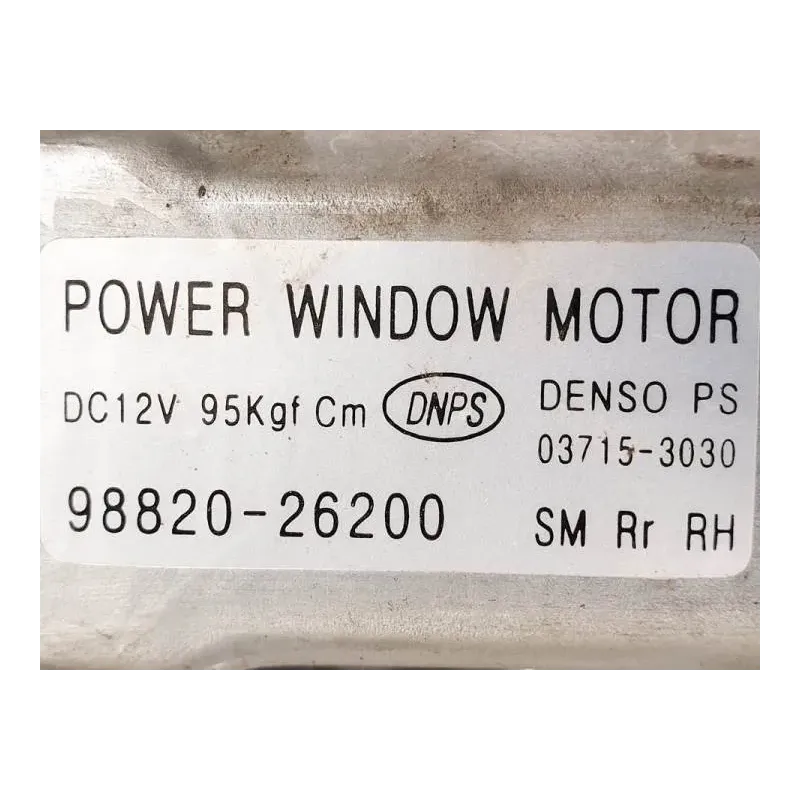 POWER WINDOW MOTOR
DC12V 95Kgf Cm DNPS DENSO PS
03715-3030
98820-26200 SM Rr RH